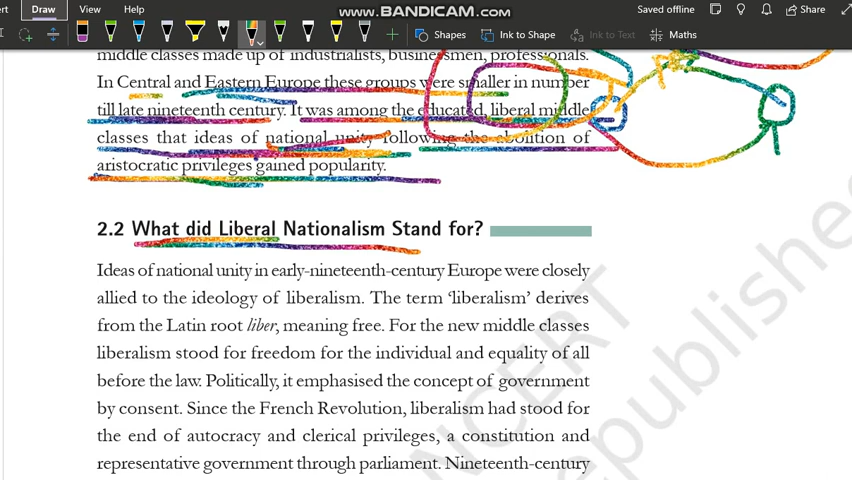 www.BANDICAM.com
Saved offline
Share
ert Draw View Help
Shapes Ink to Shape Ink to Text Maths
middle classes made up of industrialists, businessmen, professionals.
In Central and Eastern Europe these groups were smaller in number
till late nineteenth century. It was among the educated, liberal middle
classes that ideas of national unity following the abolition of
aristocratic privileges gained popularity.
2.2 What did Liberal Nationalism Stand for?
Ideas of national unity in early-nineteenth-century Europe were closely
allied to the ideology of liberalism. The term ‘liberalism’ derives
from the Latin root liber, meaning free. For the new middle classes
liberalism stood for freedom for the individual and equality of all
before the law. Politically, it emphasised the concept of government
by consent. Since the French Revolution, liberalism had stood for
the end of autocracy and clerical privileges, a constitution and
representative government through parliament. Nineteenth-century
NCERT
republishe